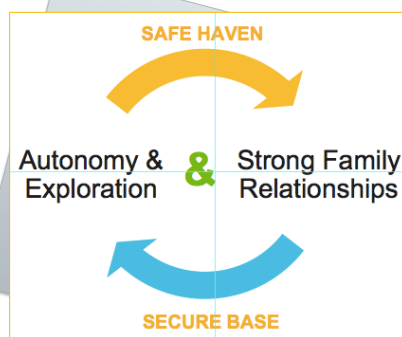 SAFE HAVEN
Autonomy & Exploration
&
Strong Family Relationships
SECURE BASE